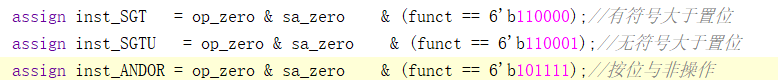 assign inst_SGT = op_zero & sa_zero & (funct == 6'b110000);//有符号大于置位
assign inst_SGTU = op_zero & sa_zero & (funct == 6'b110001);//无符号大于置位
assign inst_ANDOR = op_zero & sa_zero & (funct == 6'b101111);//按位与非操作